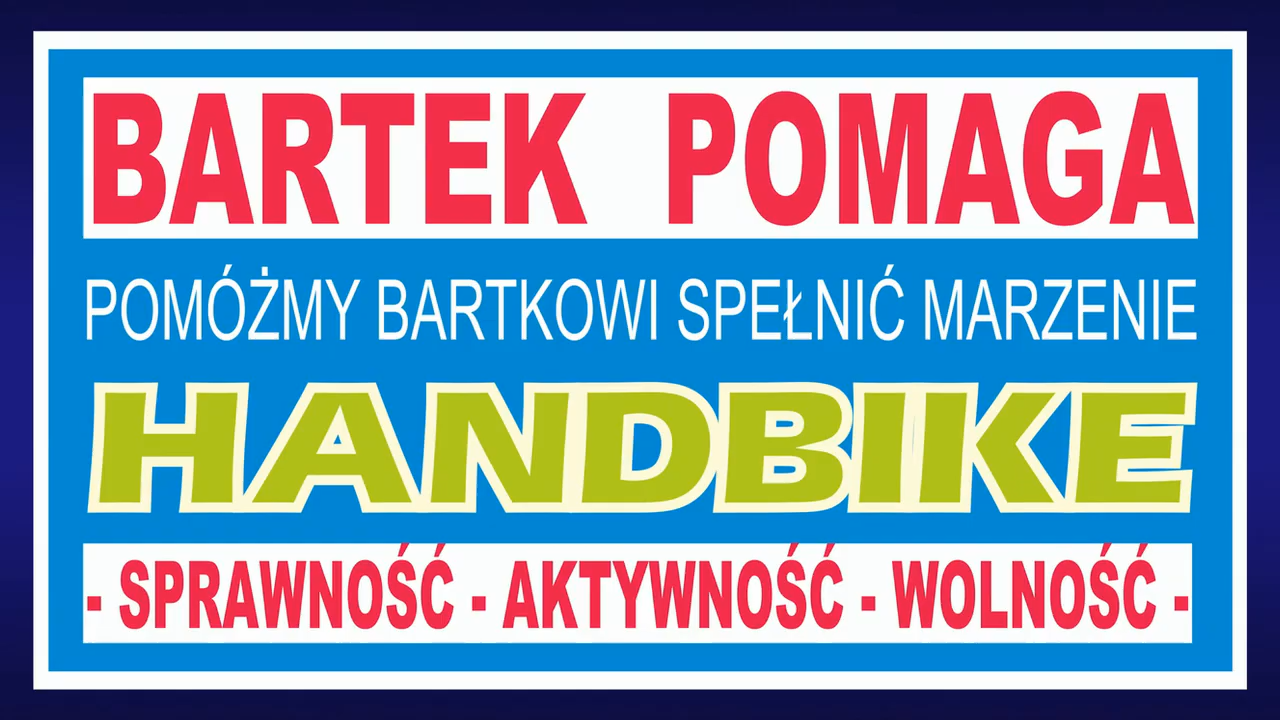 BARTEK POMAGA
POMÓŻMY BARTKOWI SPEŁNIĆ MARZENIE
HANDBIKE
- SPRAWNOŚĆ - AKTYWNOŚĆ - WOLNOŚĆ -